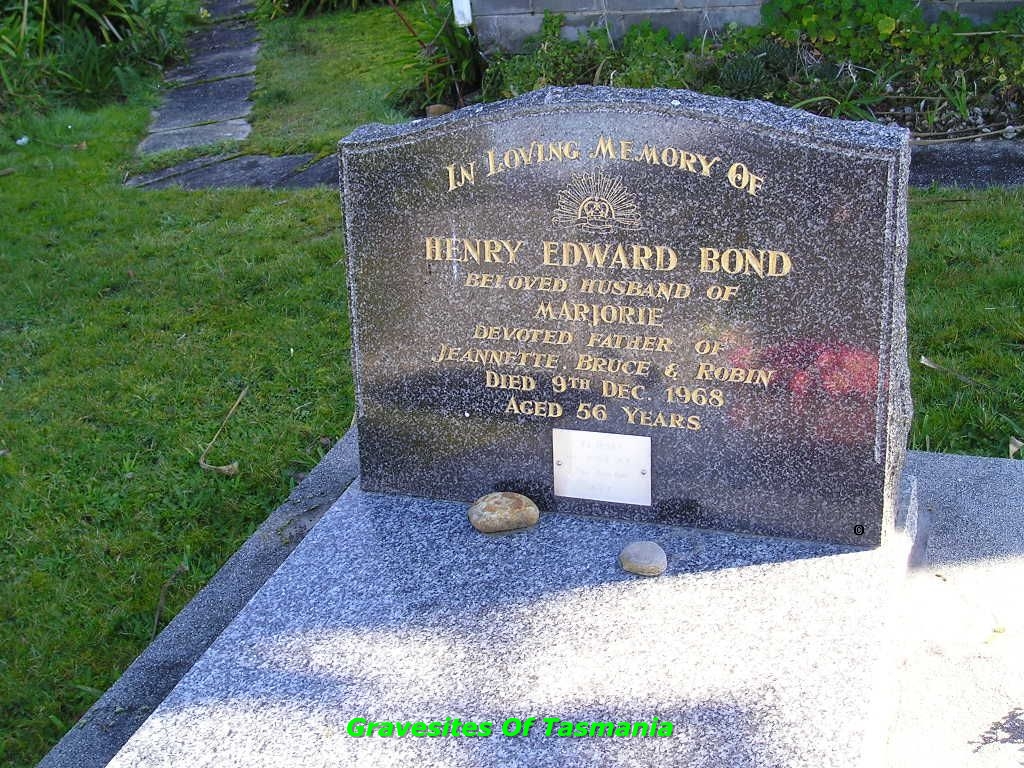 IN LOVING MEMORY OF
HENRY EDWARD BOND
BELOVED HUSBAND OF
MARJORIE
DEVOTED FATHER OF
JEANNETTE, BRUCE & ROBIN
DIED 9TH DEC. 1968
AGED 56 YEARS
Gravesites Of Tasmania